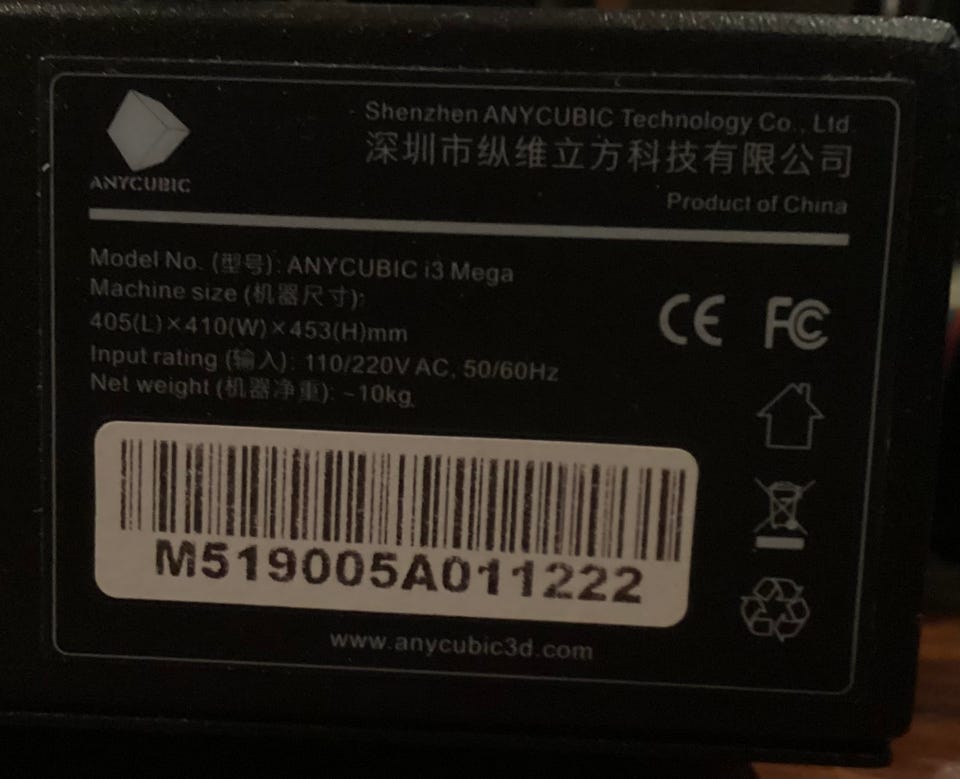 Shenzhen ANYCUBIC Technology Co., Ltd.
深圳市纵维立方科技有限公司
ANYCUBIC
Product of China
Model No. (型号): ANYCUBIC i3 Mega
Machine size (机器尺寸):
405(L)×410(W)×453(H)mm
Input rating (输入): 110/220V AC, 50/60Hz
Net weight (机器净重): ~10kg.
CE FC
M519005A011222
www.anycubic3d.com